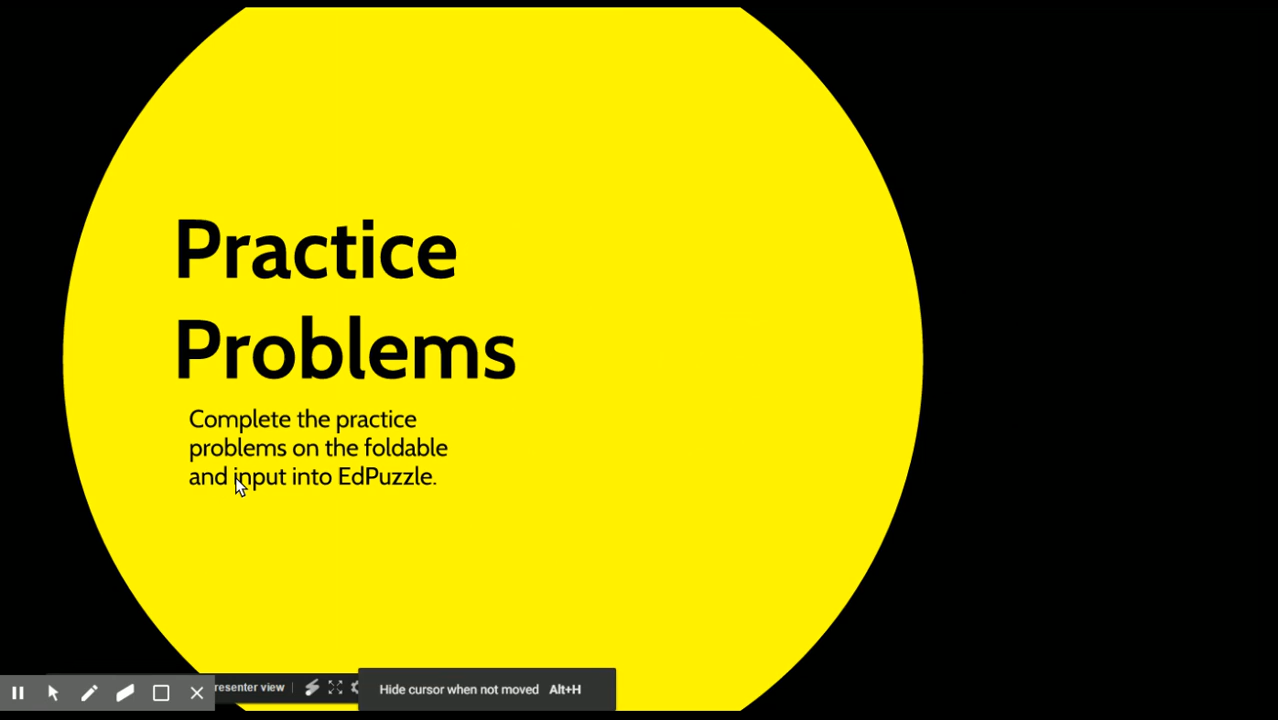 Practice
Problems
Complete the practice
problems on the foldable
and input into EdPuzzle.
resenter view
Hide cursor when not moved Alt+H